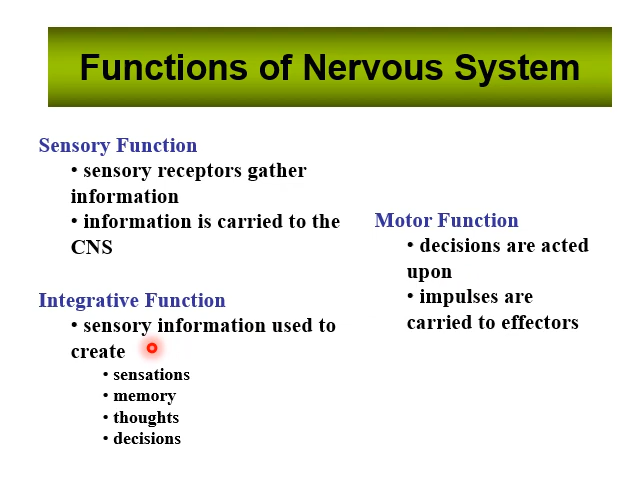 Functions of Nervous System
Sensory Function
• sensory receptors gather
information
• information is carried to the
CNS
Integrative Function
• sensory information used to
create
• sensations
• memory
• thoughts
• decisions
Motor Function
• decisions are acted
upon
• impulses are
carried to effectors